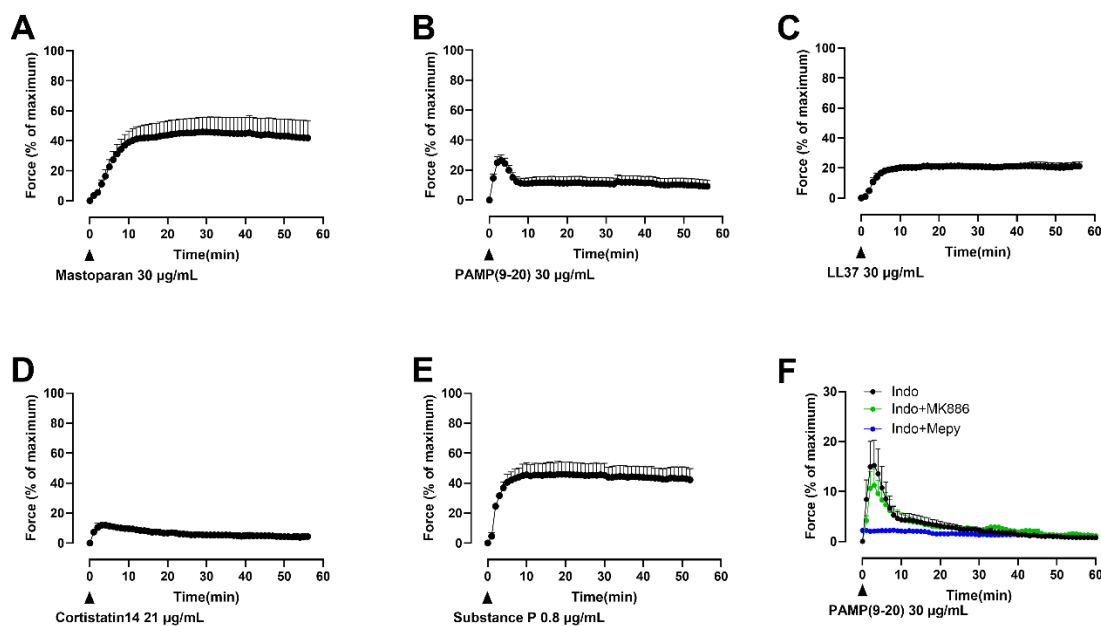 A
Force (% of maximum)
100
80
60
40
20
0
0 10 20 30 40 50 60
Time(min)
Mastoparan 30 µg/mL
B
Force (% of maximum)
100
80
60
40
20
0
0 10 20 30 40 50 60
Time(min)
PAMP(9-20) 30 µg/mL
C
Force (% of maximum)
100
80
60
40
20
0
0 10 20 30 40 50 60
Time(min)
LL37 30 µg/mL
D
Force (% of maximum)
100
80
60
40
20
0
0 10 20 30 40 50 60
Time(min)
Cortistatin14 21 µg/mL
E
Force (% of maximum)
100
80
60
40
20
0
0 10 20 30 40 50 60
Time(min)
Substance P 0.8 µg/mL
F
Force (% of maximum)
30
20
10
0
Indo
Indo+MK886
Indo+Mepy
0 10 20 30 40 50 60
Time(min)
PAMP(9-20) 30 µg/mL